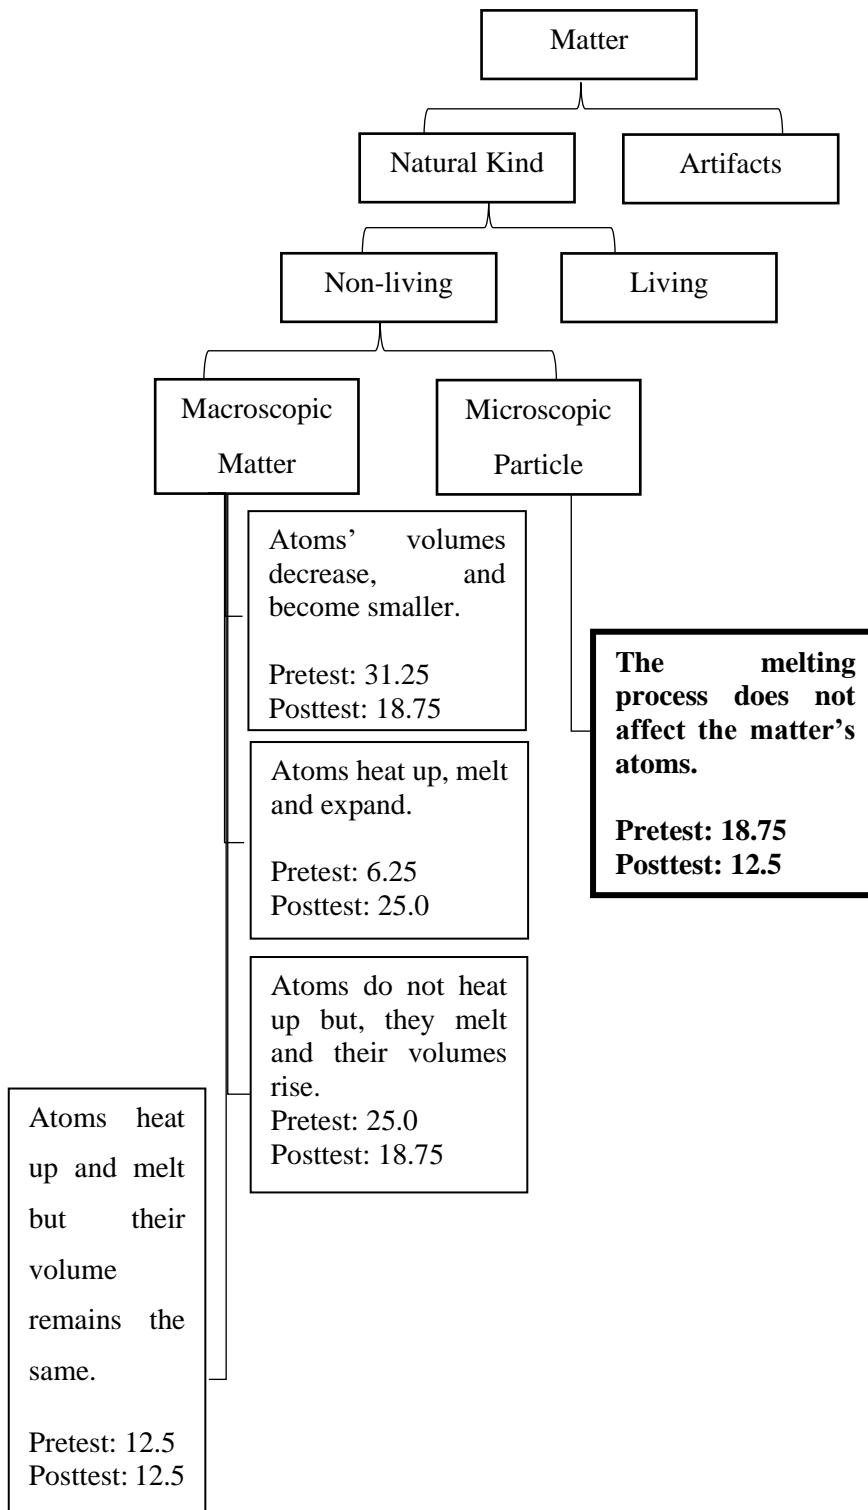 Matter
Natural Kind
Artifacts
Non-living
Living
Macroscopic
Matter
Microscopic
Particle
Atoms’ volumes
decrease, and
become smaller.
Pretest: 31.25
Posttest: 18.75
The melting
process does not
affect the matter’s
atoms.
Pretest: 18.75
Posttest: 12.5
Atoms heat up, melt
and expand.
Pretest: 6.25
Posttest: 25.0
Atoms do not heat
up but, they melt
and their volumes
rise.
Pretest: 25.0
Posttest: 18.75
Atoms heat
up and melt
but their
volume
remains the
same.
Pretest: 12.5
Posttest: 12.5